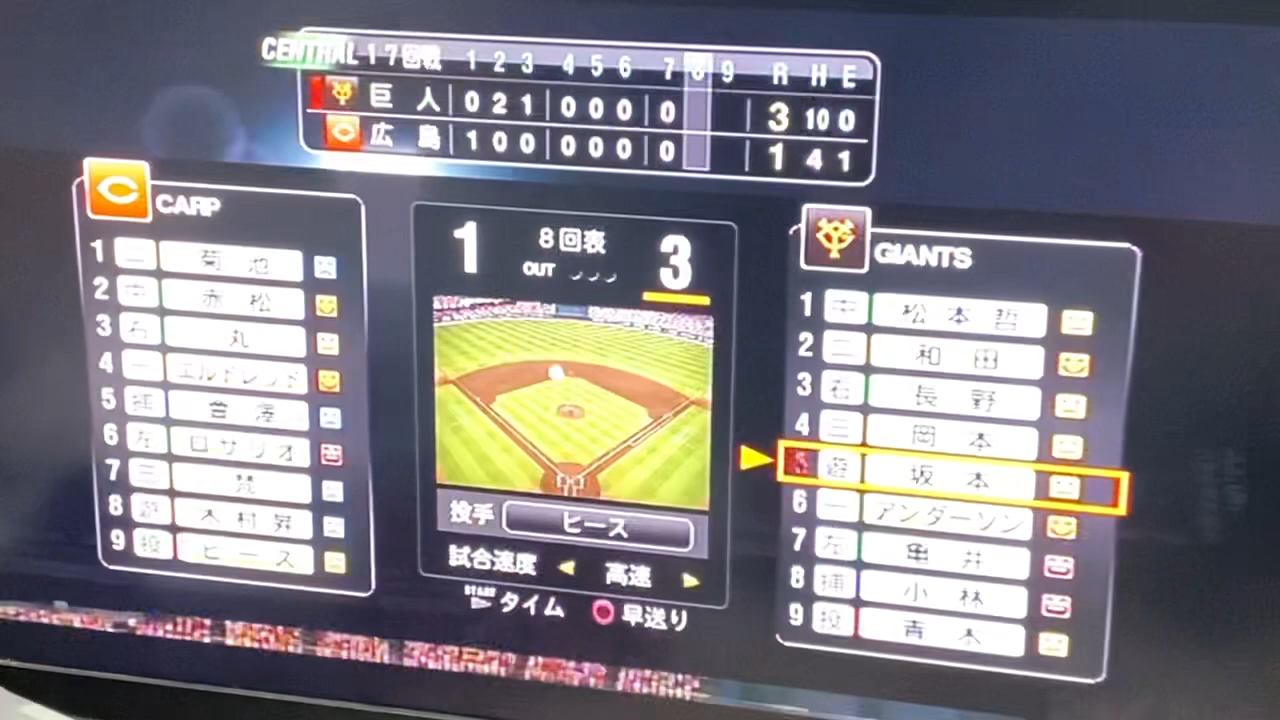 CENTRAL 17回戦 1 2 3 4 5 6 7 8 9 R H E
巨人 0 2 1 0 0 0 0 3 10 0
広島 1 0 0 0 0 0 0 1 4 1
CARP
1 二 菊池
2 中 赤松
3 右 丸
4 一 エルドレッド
5 捕 會澤
6 左 ロサリオ
7 三 梵
8 遊 木村昇
9 投 ヒース
1 8回表 3
OUT
投手 ヒース
試合速度 高速
START タイム 早送り
GIANTS
1 中 松本哲
2 二 和田
3 右 長野
4 三 岡本
5 遊 坂本
6 一 アンダーソン
7 左 亀井
8 捕 小林
9 投 青木